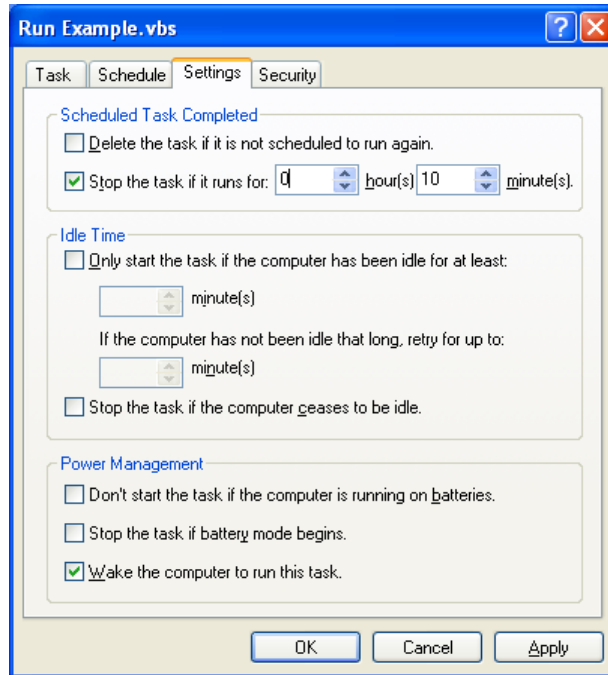 Run Example.vbs
Task Schedule Settings Security
Scheduled Task Completed
Delete the task if it is not scheduled to run again.
Stop the task if it runs for: 0 hour(s) 10 minute(s).
Idle Time
Only start the task if the computer has been idle for at least:
minute(s)
If the computer has not been idle that long, retry for up to:
minute(s)
Stop the task if the computer ceases to be idle.
Power Management
Don't start the task if the computer is running on batteries.
Stop the task if battery mode begins.
Wake the computer to run this task.
OK Cancel Apply